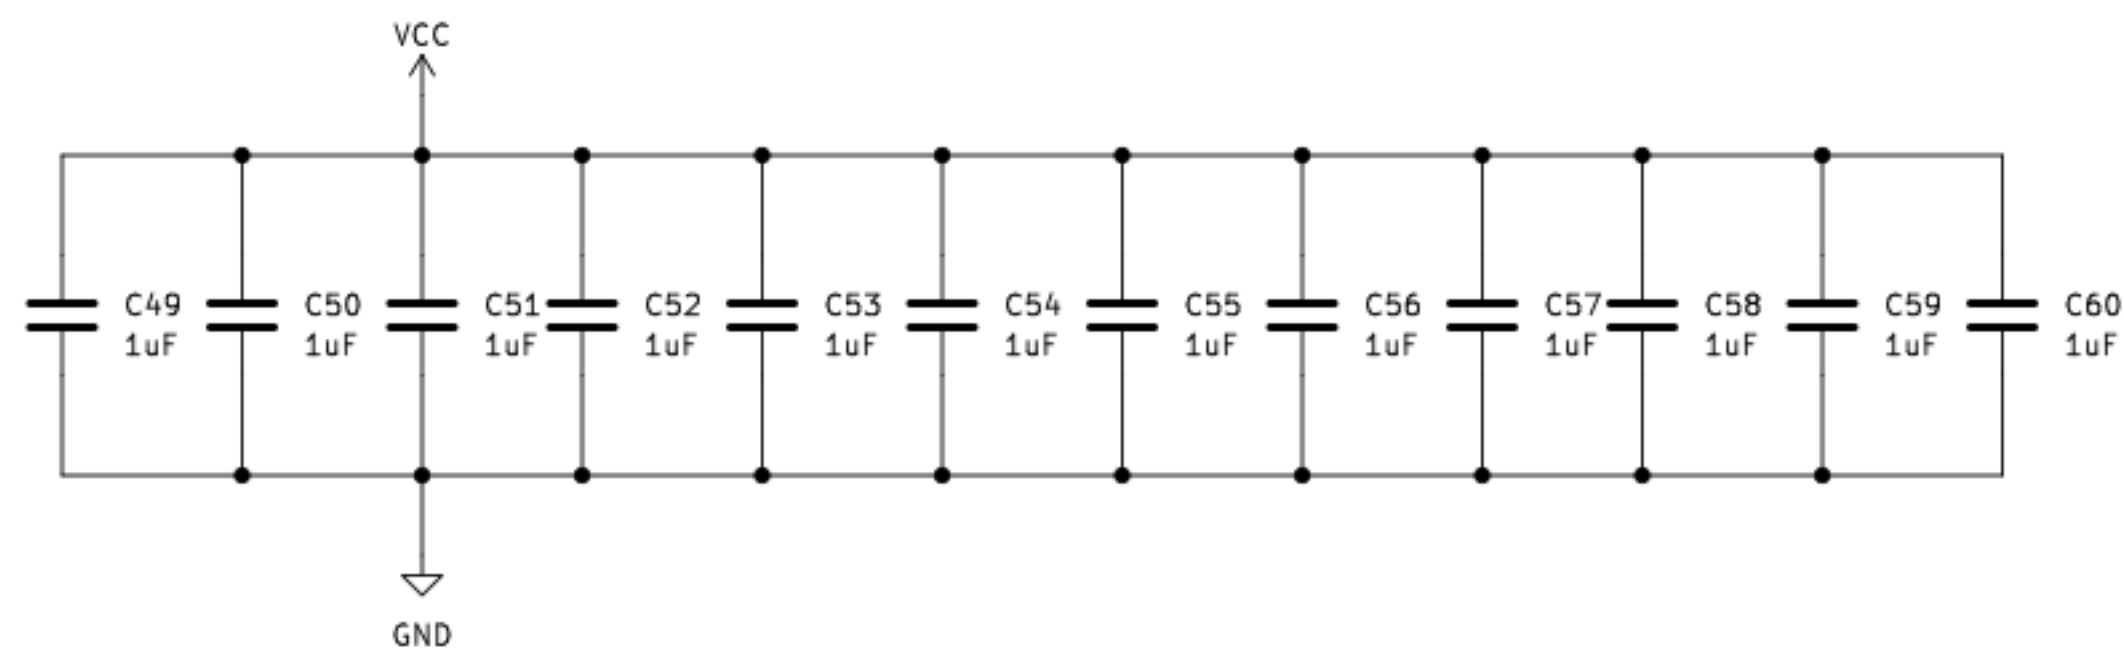 VCC
C49 C50 C51 C52 C53 C54 C55 C56 C57 C58 C59 C60
1uF 1uF 1uF 1uF 1uF 1uF 1uF 1uF 1uF 1uF 1uF 1uF
GND